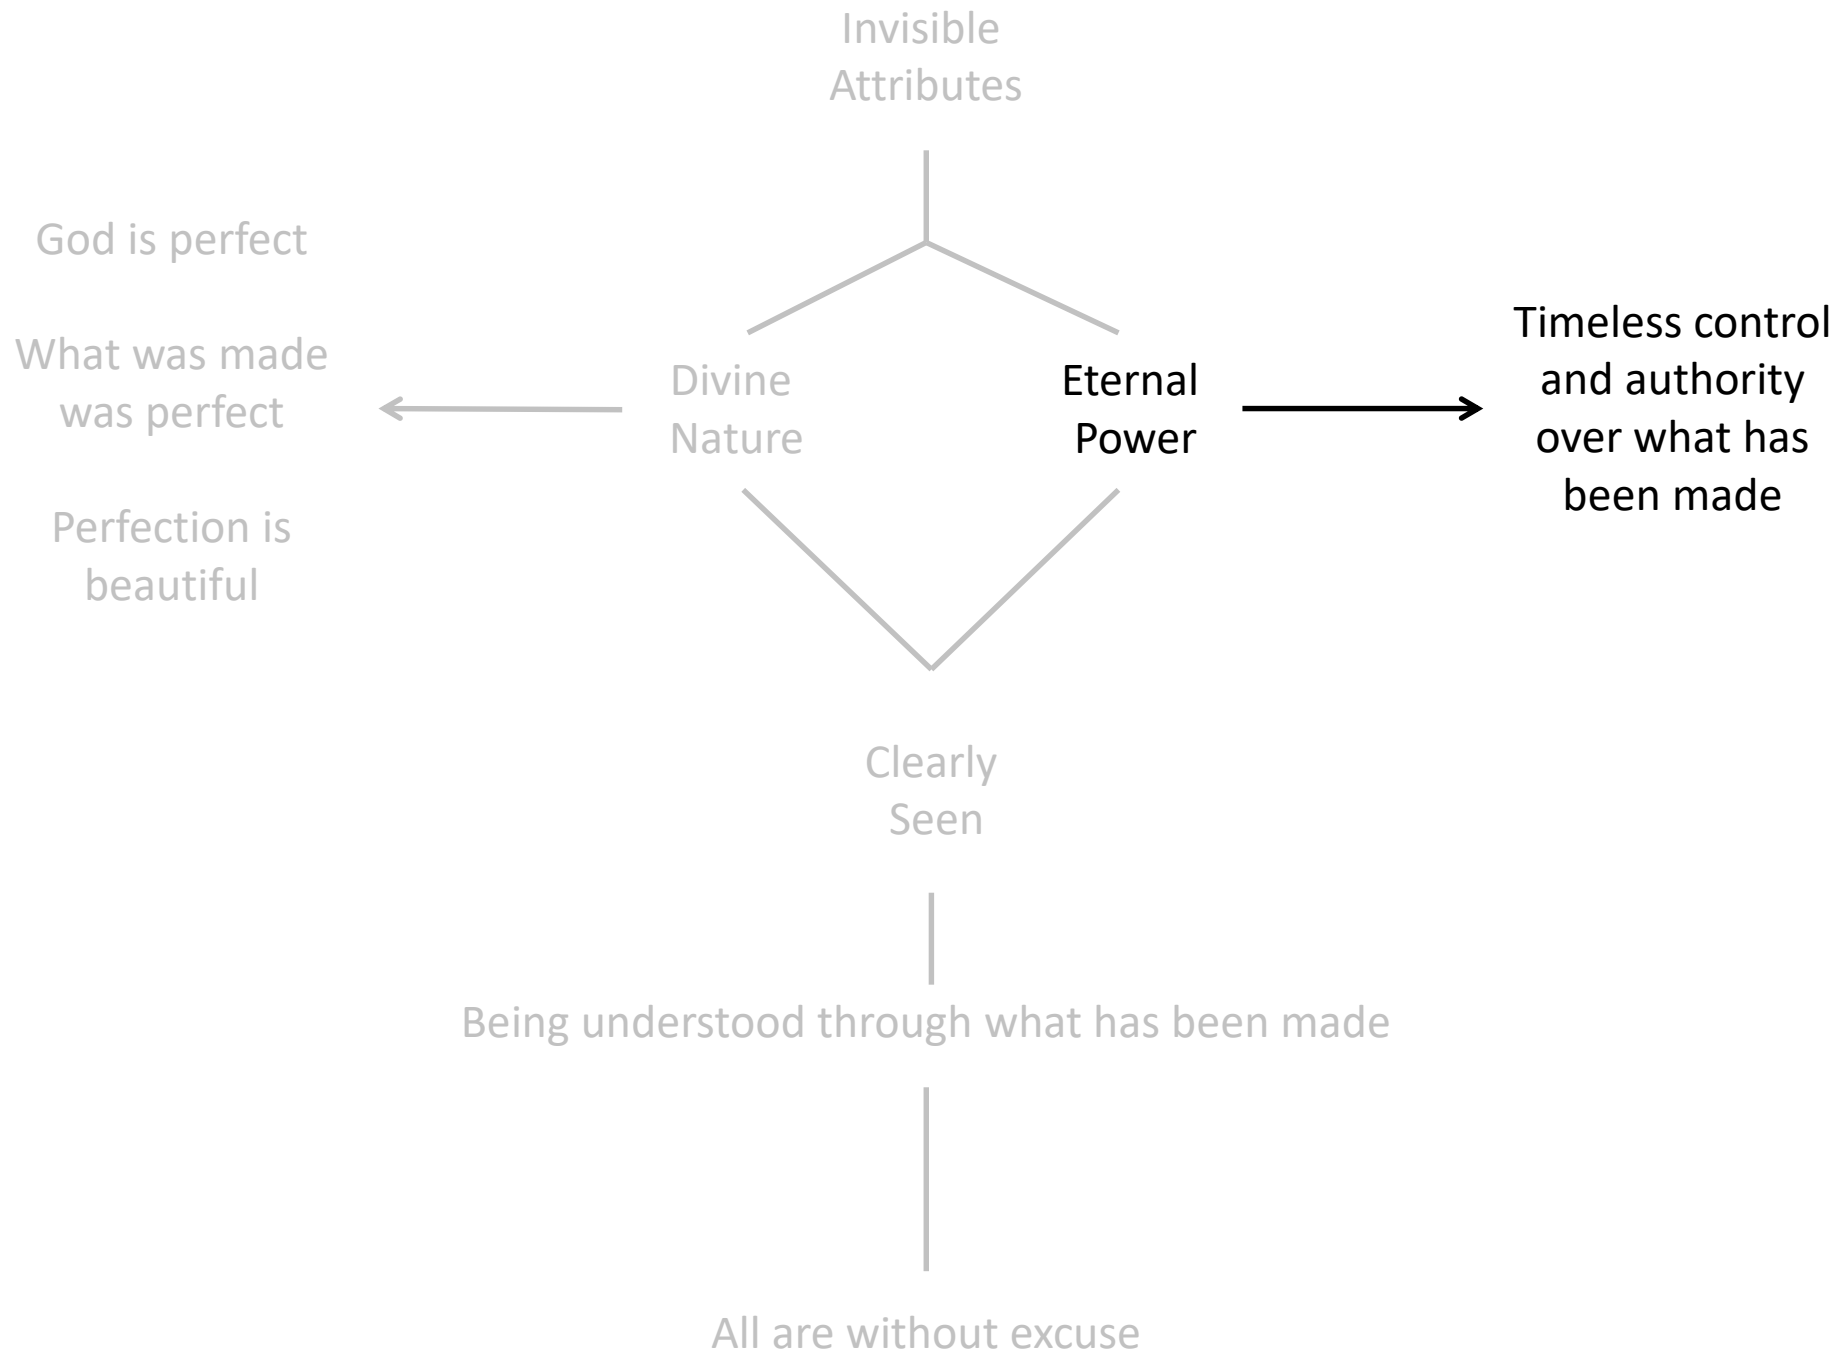 Invisible
Attributes
God is perfect
What was made
was perfect
Perfection is
beautiful
Divine
Nature
Eternal
Power
Timeless control
and authority
over what has
been made
Clearly
Seen
Being understood through what has been made
All are without excuse